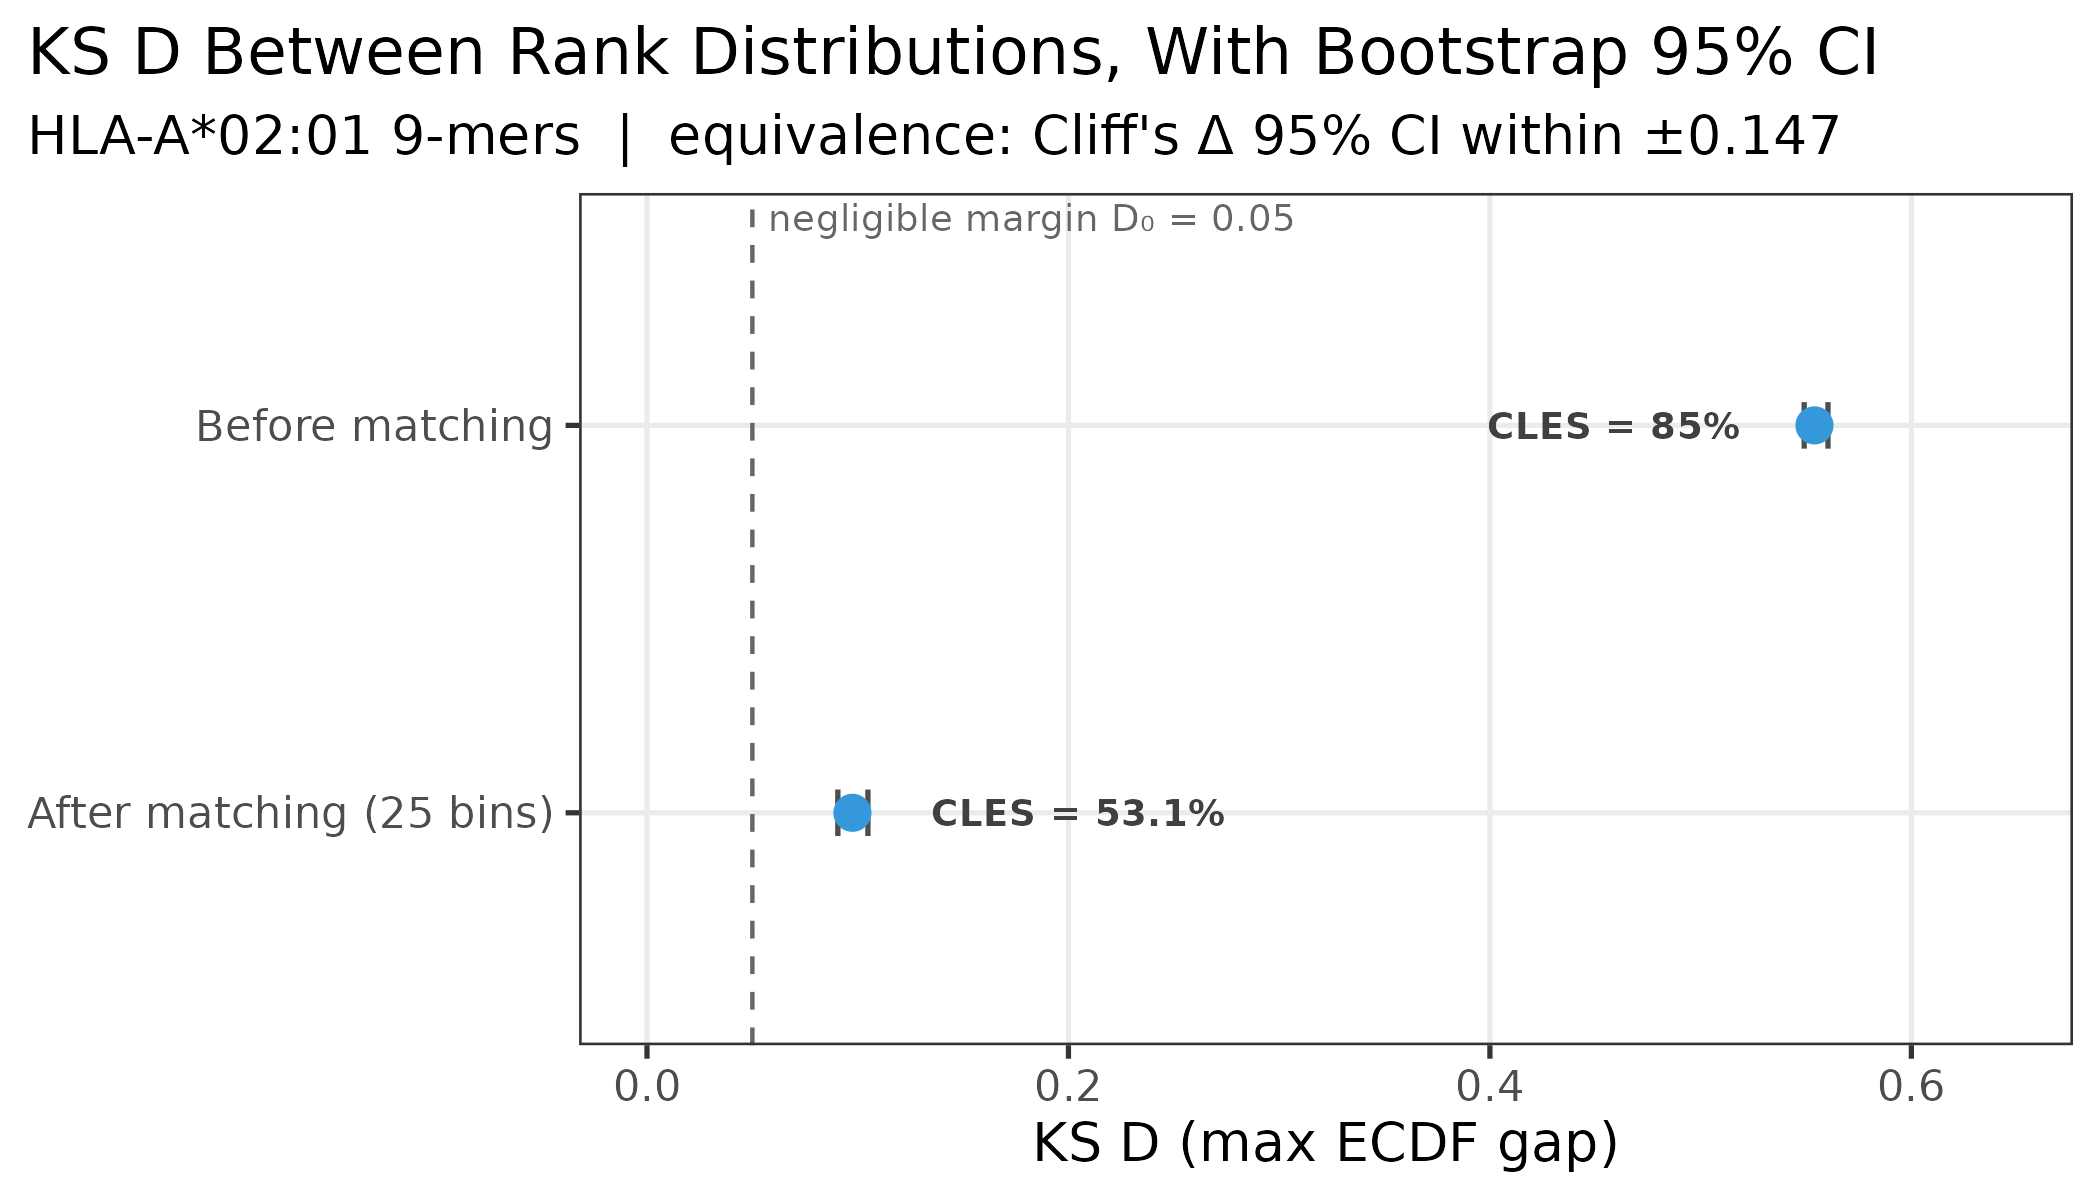 KS D Between Rank Distributions, With Bootstrap 95% CI
HLA-A*02:01 9-mers | equivalence: Cliff's Δ 95% CI within ±0.147
negligible margin D₀ = 0.05
Before matching
CLES = 85%
After matching (25 bins)
CLES = 53.1%
0.0 0.2 0.4 0.6
KS D (max ECDF gap)